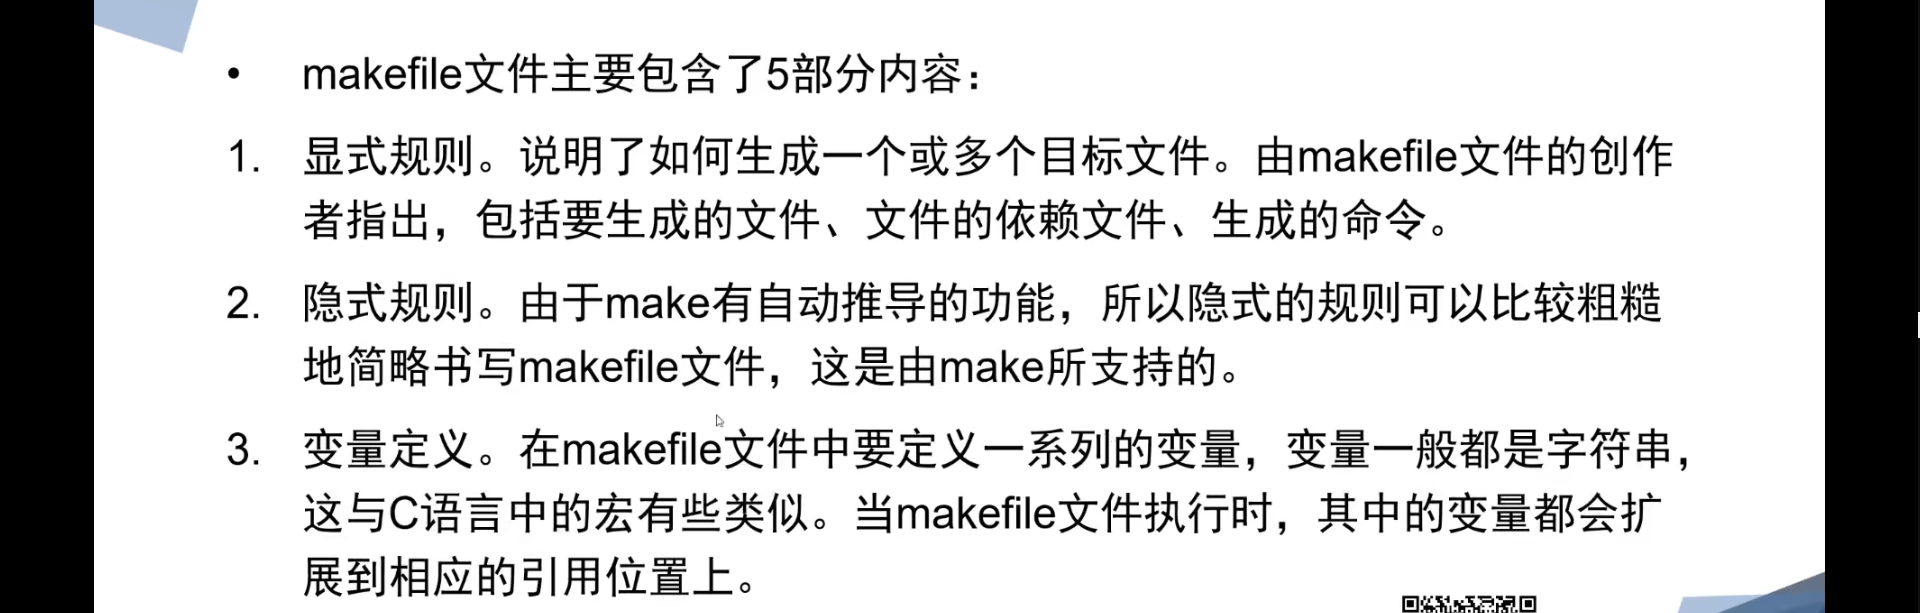 • makefile文件主要包含了5部分内容：
1. 显式规则。说明了如何生成一个或多个目标文件。由makefile文件的创作
者指出，包括要生成的文件、文件的依赖文件、生成的命令。
2. 隐式规则。由于make有自动推导的功能，所以隐式的规则可以比较粗糙
地简略书写makefile文件，这是由make所支持的。
3. 变量定义。在makefile文件中要定义一系列的变量，变量一般都是字符串，
这与C语言中的宏有些类似。当makefile文件执行时，其中的变量都会扩
展到相应的引用位置上。